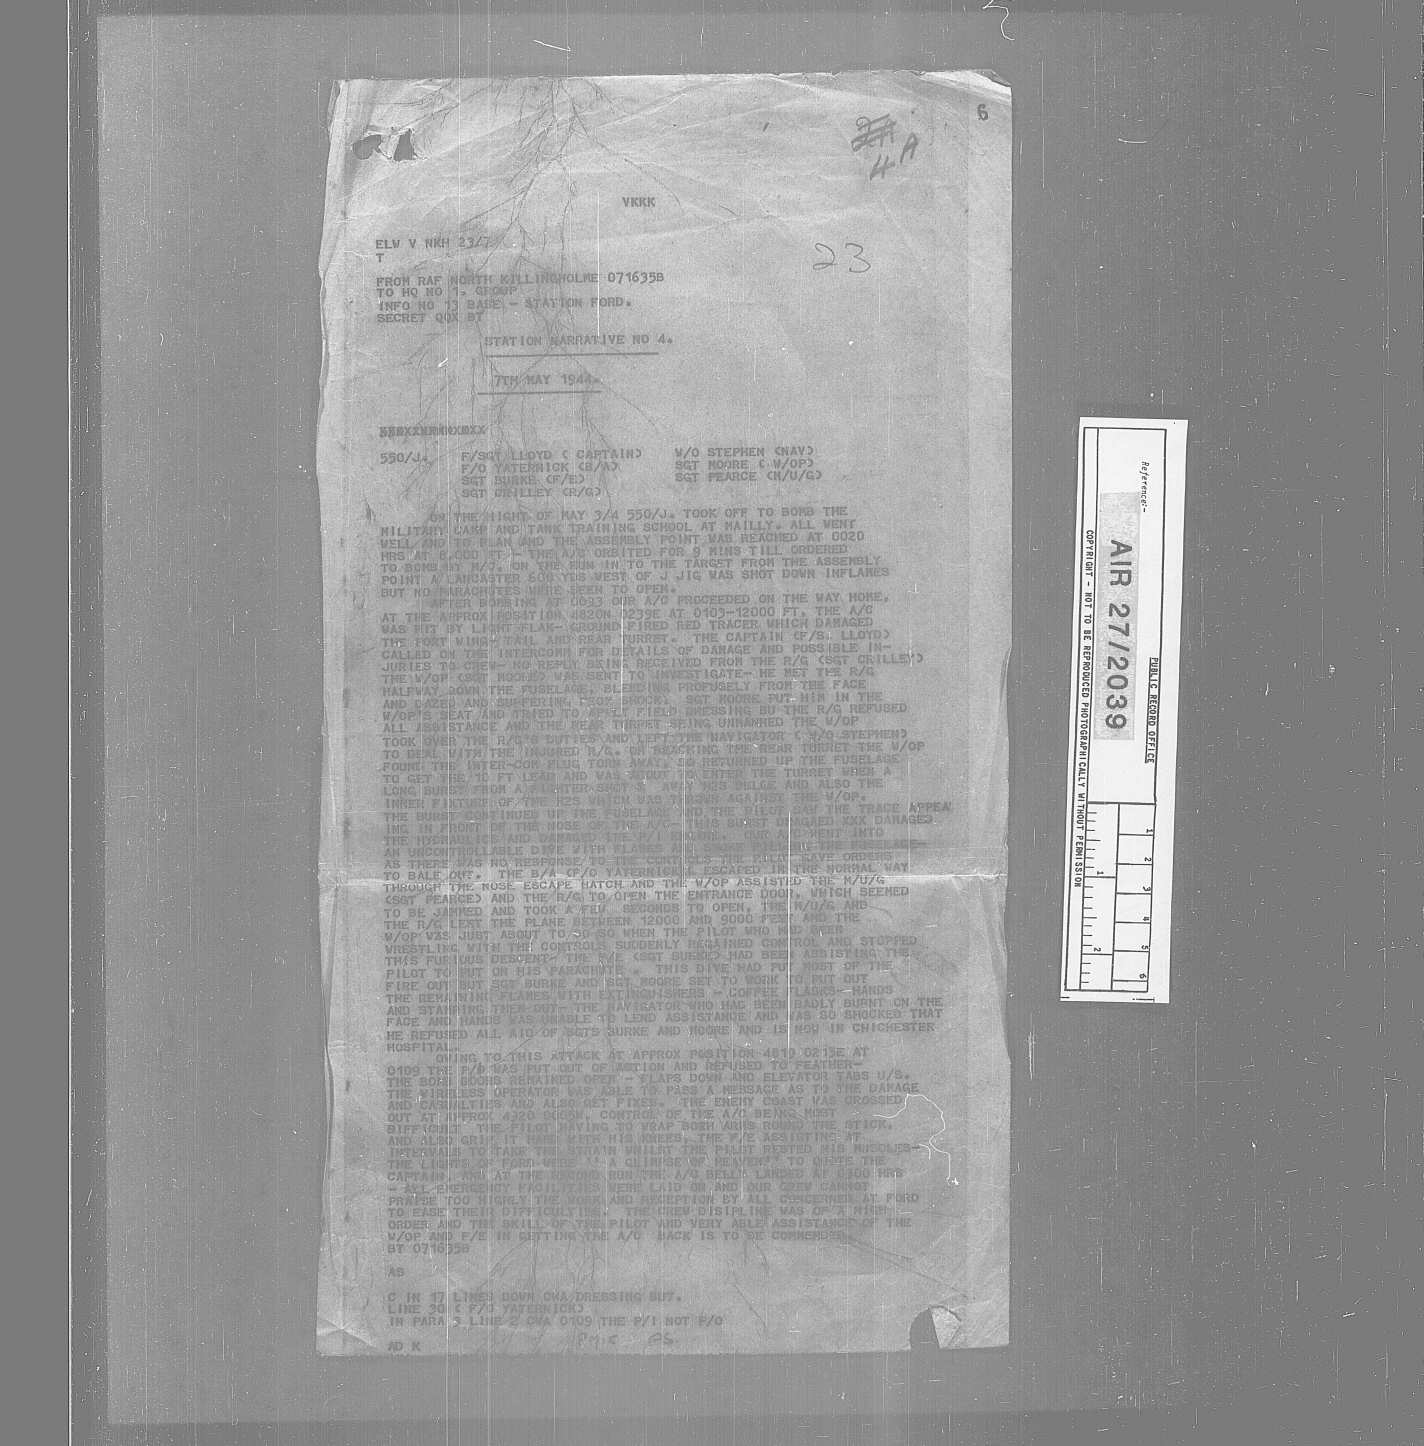 6
4A
VKKK
23
ELW V NKH 23/7
T
FROM RAF NORTH KILLINGHOLME 071635B
TO HQ NO 1. GROUP
INFO NO 13 BASE - STATION FORD.
SECRET QQX BT
STATION NARRATIVE NO 4.
7TH MAY 1944.
550/J. F/SGT LLOYD ( CAPTAIN) W/O STEPHEN (NAV)
F/O YATERNICK (B/A) SGT MOORE ( W/OP)
SGT BURKE (F/E) SGT PEARCE (M/U/G)
SGT CRILLEY (R/G)
ON THE NIGHT OF MAY 3/4 550/J. TOOK OFF TO BOMB THE
MILITARY CAMP AND TANK TRAINING SCHOOL AT MAILLY. ALL WENT
WELL AND TO PLAN AND THE ASSEMBLY POINT WAS REACHED AT 0020
HRS AT 8,000 FT. - THE A/C ORBITED FOR 9 MINS TILL ORDERED
TO BOMB BY M/C. ON THE RUN IN TO THE TARGET FROM THE ASSEMBLY
POINT A LANCASTER 600 YDS WEST OF J JIG WAS SHOT DOWN INFLAMES
BUT NO PARACHUTES WERE SEEN TO OPEN.
AFTER BOMBING AT 0033 OUR A/C PROCEEDED ON THE WAY HOME.
AT THE APPROX POSATION 4820N 0239E AT 0103-12000 FT. THE A/C
WAS HIT BY LIGHT FLAK- GROUND FIRED RED TRACER WHICH DAMAGED
THE PORT WING- TAIL AND REAR TURRET. THE CAPTAIN (F/S. LLOYD)
CALLED ON THE INTERCOMM FOR DETAILS OF DAMAGE AND POSSIBLE IN-
JURIES TO CREW- NO REPLY BEING RECEIVED FROM THE R/G (SGT CRILLEY)
THE W/OP (SGT MOORE) WAS SENT TO INVESTIGATE- HE MET THE R/G
HALFWAY DOWN THE FUSELAGE, BLEEDING PROFUSELY FROM THE FACE
AND DAZED AND SUFFERING FROM SHOCK. SGT MOORE PUT HIM IN THE
W/OP'S SEAT AND TRIED TO APPLY FIELD DRESSING BU THE R/G REFUSED
ALL ASSISTANCE AND SO REAR TURRET BEING UNMANNED THE W/OP
TOOK OVER THE R/G'S DUTIES AND LEFT THE NAVIGATOR ( W/O STEPHEN)
TO DEAL WITH THE INJURED R/G. ON REACHING THE REAR TURRET THE W/OP
FOUND THE INTER-COM PLUG TORN AWAY. SO RETURNED UP THE FUSELAGE
TO GET THE 10 FT LEAD AND WAS ABOUT TO ENTER THE TURRET WHEN A
LONG BURST FROM A FIGHTER SHOT AWAY H2S BULGE AND ALSO THE
INNER FIXTURE OF THE H2S WHICH WAS THROWN AGAINST THE W/OP.
THE BURST CONTINUED UP THE FUSELAGE AND THE PILOT SAW THE TRACE APPEA
ING IN FRONT OF THE NOSE OF THE A/C- THIS BURST DAMGAED XXX DAMAGED
THE HYDRAULICS AND DAMAGED THE ENGINE. OUR A/C WENT INTO
AN UNCONTROLLABLE DIVE WITH FLAMES AND SMOKE FUSELAGE-
AS THERE WAS NO RESPONSE TO THE CONTROLS THE PILOT GAVE ORDERS
TO BALE OUT. THE B/A (F/O YATERNICK) ESCAPED IN THE NORMAL WAY
THROUGH THE NOSE ESCAPE HATCH AND THE W/OP ASSISTED THE M/U/G
(SGT PEARCE) AND THE R/G TO OPEN THE ENTRANCE DOOR, WHICH SEEMED
TO BE JAMMED AND TOOK A FEW SECONDS TO OPEN. THE M/U/G AND
THE R/G LEFT THE PLANE BETWEEN 12000 AND 9000 FEET AND THE
W/OP WAS JUST ABOUT TO DO SO WHEN THE PILOT WHO HAD BEEN
WRESTLING WITH THE CONTROLS SUDDENLY REGAINED CONTROL AND STOPPED
THIS FURIOUS DESCENT- THE F/E (SGT BURKE) HAD BEEN ASSISTING THE
PILOT TO PUT ON HIS PARACHUTE . THIS DIVE HAD PUT MOST OF THE
FIRE OUT BUT SGT BURKE AND SGT MOORE SET TO WORK TO PUT OUT
THE REMAINING FLAMES WITH EXTINGUISHERS - COFFEE FLASKS- HANDS
AND STAMPING THEM OUT- THE NAVIGATOR WHO HAD BEEN BADLY BURNT ON THE
FACE AND HANDS WAS UNABLE TO LEND ASSISTANCE AND WAS SO SHOCKED THAT
HE REFUSED ALL AID OF SGTS BURKE AND MOORE AND IS NOW IN CHICHESTER
HOSPITAL.
OWING TO THIS ATTACK AT APPROX POSITION 4819 0215E AT
0109 THE P/O WAS PUT OUT OF ACTION AND REFUSED TO FEATHER-
THE BOMB DOORS REMAINED OPEN - FLAPS DOWN AND ELEVATOR TABS U/S.
THE WIRELESS OPERATOR WAS ABLE TO PASS A MESSAGE AS TO THE DAMAGE
AND CASUALTIES AND ALSO GET FIXES. THE ENEMY COAST WAS CROSSED
OUT AT APPROX 4920 0005W. CONTROL OF THE A/C BEING MOST
DIFFICULT THE PILOT HAVING TO WRAP BOTH ARMS ROUND THE STICK.
AND ALSO GRIP IT HARD WITH HIS KNEES, THE F/E ASSISTING AT
INTERVALS TO TAKE THE STRAIN WHILST THE PILOT RESTED HIS MUSCLES-
THE LIGHTS OF FORD WERE "A GLIMPSE OF HEAVEN" TO QUOTE THE
CAPTAIN. AND AT THE SECOND RUN THE A/C BELLY LANDED AT 0300 HRS
- ALL EMERGENCY FACILITIES WERE LAID ON AND OUR CREW CANNOT
PRAISE TOO HIGHLY THE WORK AND RECEPTION BY ALL CONCERNED AT FORD
TO EASE THEIR DIFFICULTIES. THE CREW DISIPLINE WAS OF A HIGH
ORDER AND THE SKILL OF THE PILOT AND VERY ABLE ASSISTANCE OF THE
W/OP AND F/E IN GETTING THE A/C BACK IS TO BE COMMENDED
BT 071635B
AS
C IN 17 LINES DOWN CWA DRESSING BUT.
LINE 30 ( F/O YATERNICK)
IN PARA 3 LINE 2 CWA 0109 THE P/I NOT P/O
AD K
Reference:-
AIR 27/2039
PUBLIC RECORD OFFICE
COPYRIGHT - NOT TO BE REPRODUCED PHOTOGRAPHICALLY WITHOUT PERMISSION
1 2 3 4 5 6
1 2